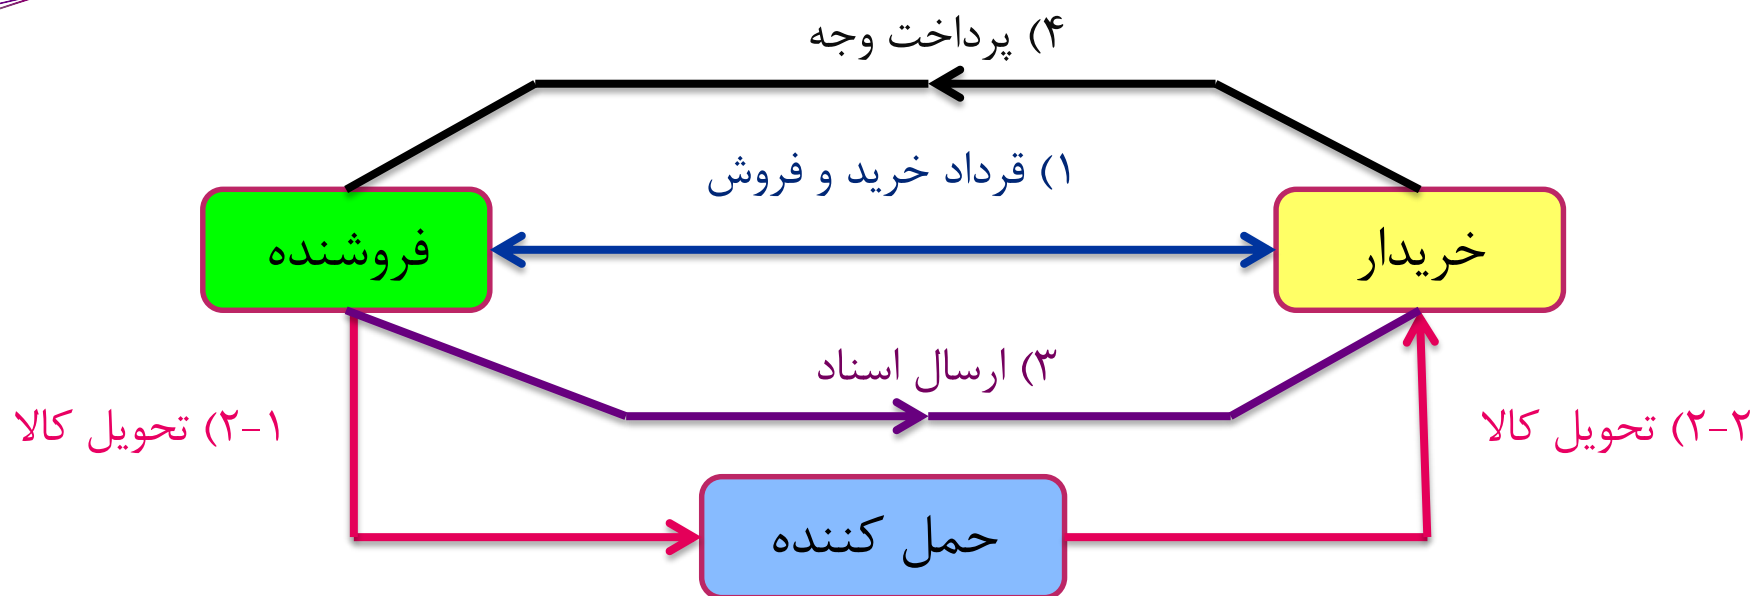 ۴) پرداخت وجه
۱) قرداد خرید و فروش
خریدار
فروشنده
۳) ارسال اسناد
۲-۲) تحویل کالا
۲-۱) تحویل کالا
حمل کننده